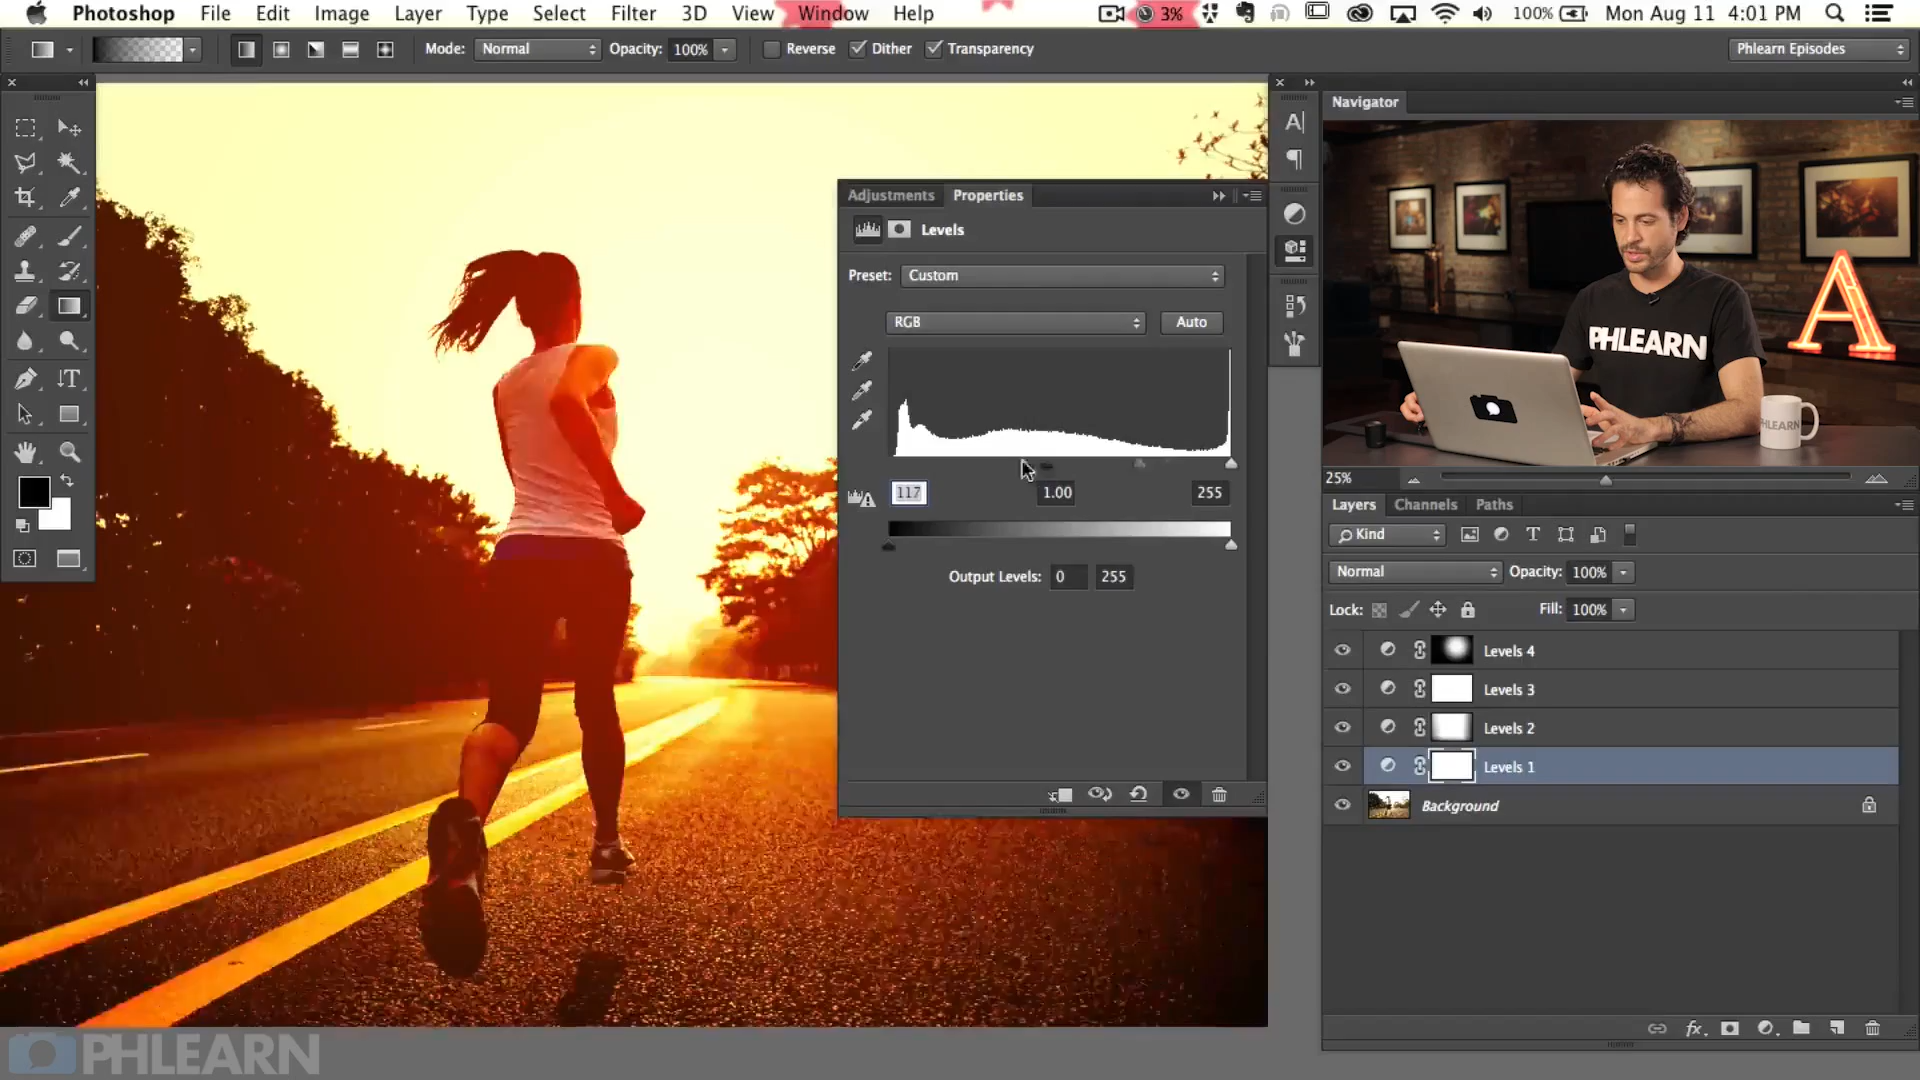 Photoshop File Edit Image Layer Type Select Filter 3D View Window Help 3% 100% Mon Aug 11 4:01 PM
Mode: Normal Opacity: 100% Reverse Dither Transparency Phlearn Episodes
Navigator
Adjustments Properties
Levels
Preset: Custom
RGB Auto
117 1.00 255
Output Levels: 0 255
PHLEARN
PHLEARN
A
25%
Layers Channels Paths
Kind
Normal Opacity: 100%
Lock: Fill: 100%
Levels 4
Levels 3
Levels 2
Levels 1
Background
fx
PHLEARN